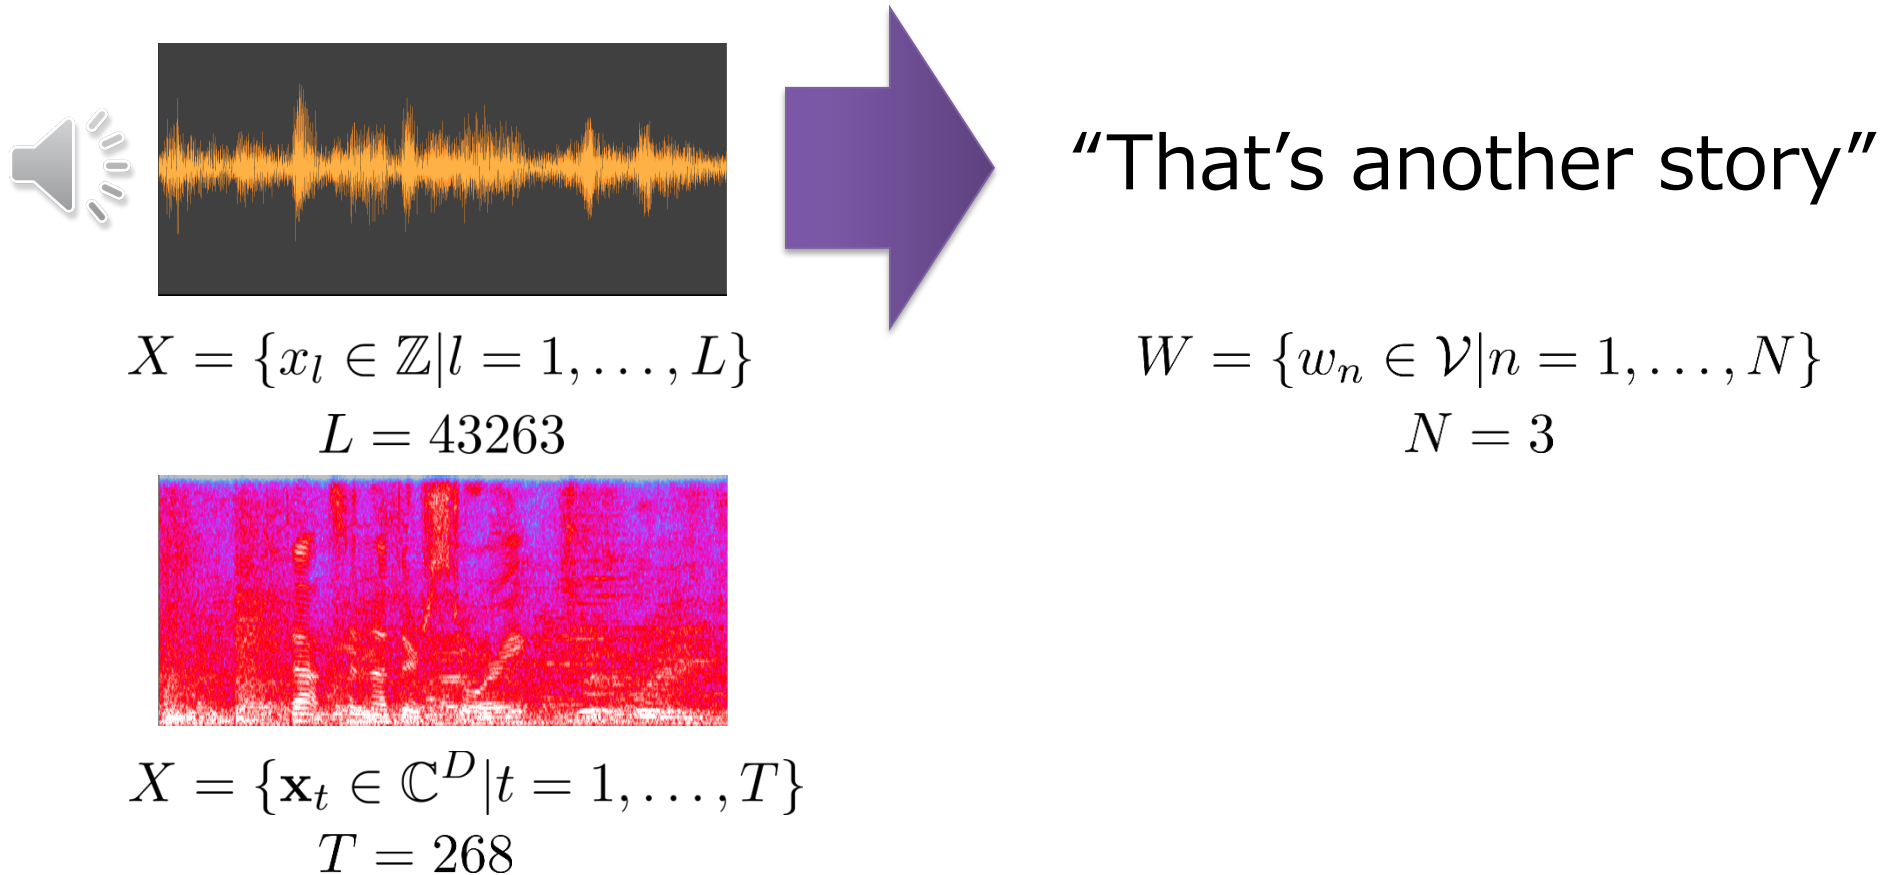 “That’s another story”
X = {x_l ∈ ℤ|l = 1, . . . , L}
L = 43263
W = {w_n ∈ 𝒱|n = 1, . . . , N}
N = 3
X = {𝐱_t ∈ ℂ^D|t = 1, . . . , T}
T = 268